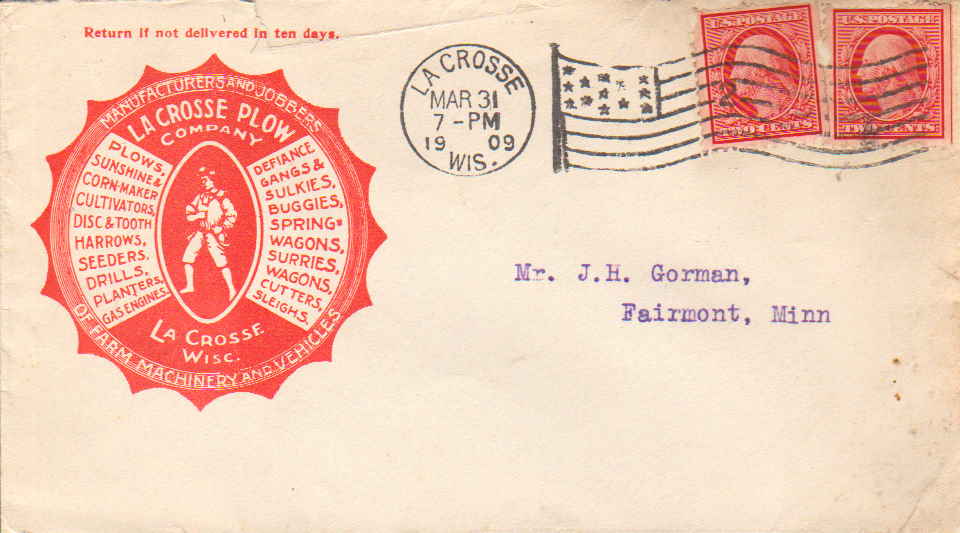 Return if not delivered in ten days.
MANUFACTURERS AND JOBBERS
LA CROSSE PLOW
COMPANY
PLOWS,
SUNSHINE &
CORN-MAKER
CULTIVATORS,
DISC & TOOTH
HARROWS,
SEEDERS.
DRILLS,
PLANTERS,
GAS ENGINES.
DEFIANCE
GANGS &
SULKIES,
BUGGIES,
SPRING=
WAGONS,
SURRIES,
WAGONS,
CUTTERS,
SLEIGHS.
LA CROSSE
WISC.
OF FARM MACHINERY AND VEHICLES
LA CROSSE
MAR 31
7-PM
19 09
WIS.
U.S. POSTAGE
2
TWO CENTS
U.S. POSTAGE
TWO CENTS
Mr. J.H. Gorman,
Fairmont, Minn